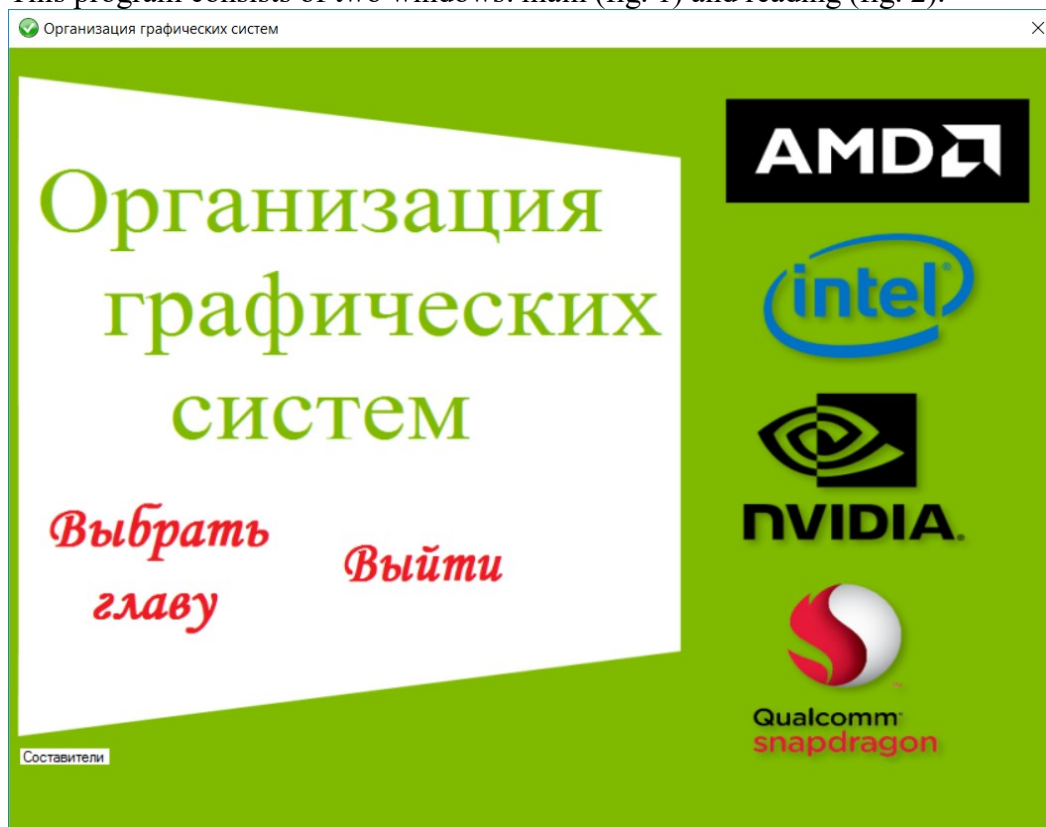 This program consists of two windows: main (fig. 1) and reading (fig. 2).
Организация графических систем
Организация
графических
систем
Выбрать
главу
Выйти
Составители
AMD
intel
NVIDIA.
Qualcomm
snapdragon